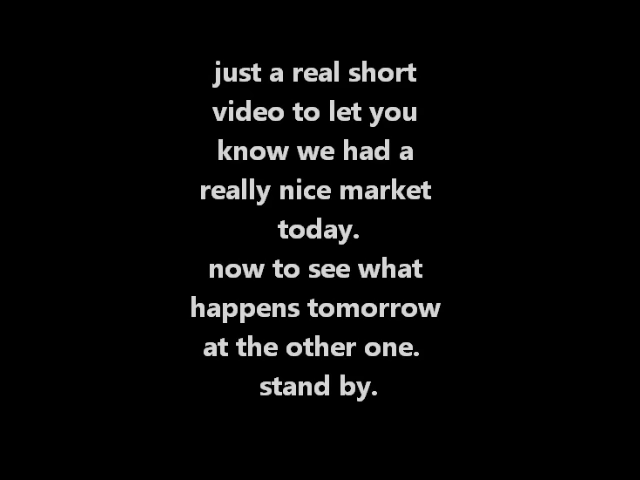 just a real short
video to let you
know we had a
really nice market
today.
now to see what
happens tomorrow
at the other one.
stand by.